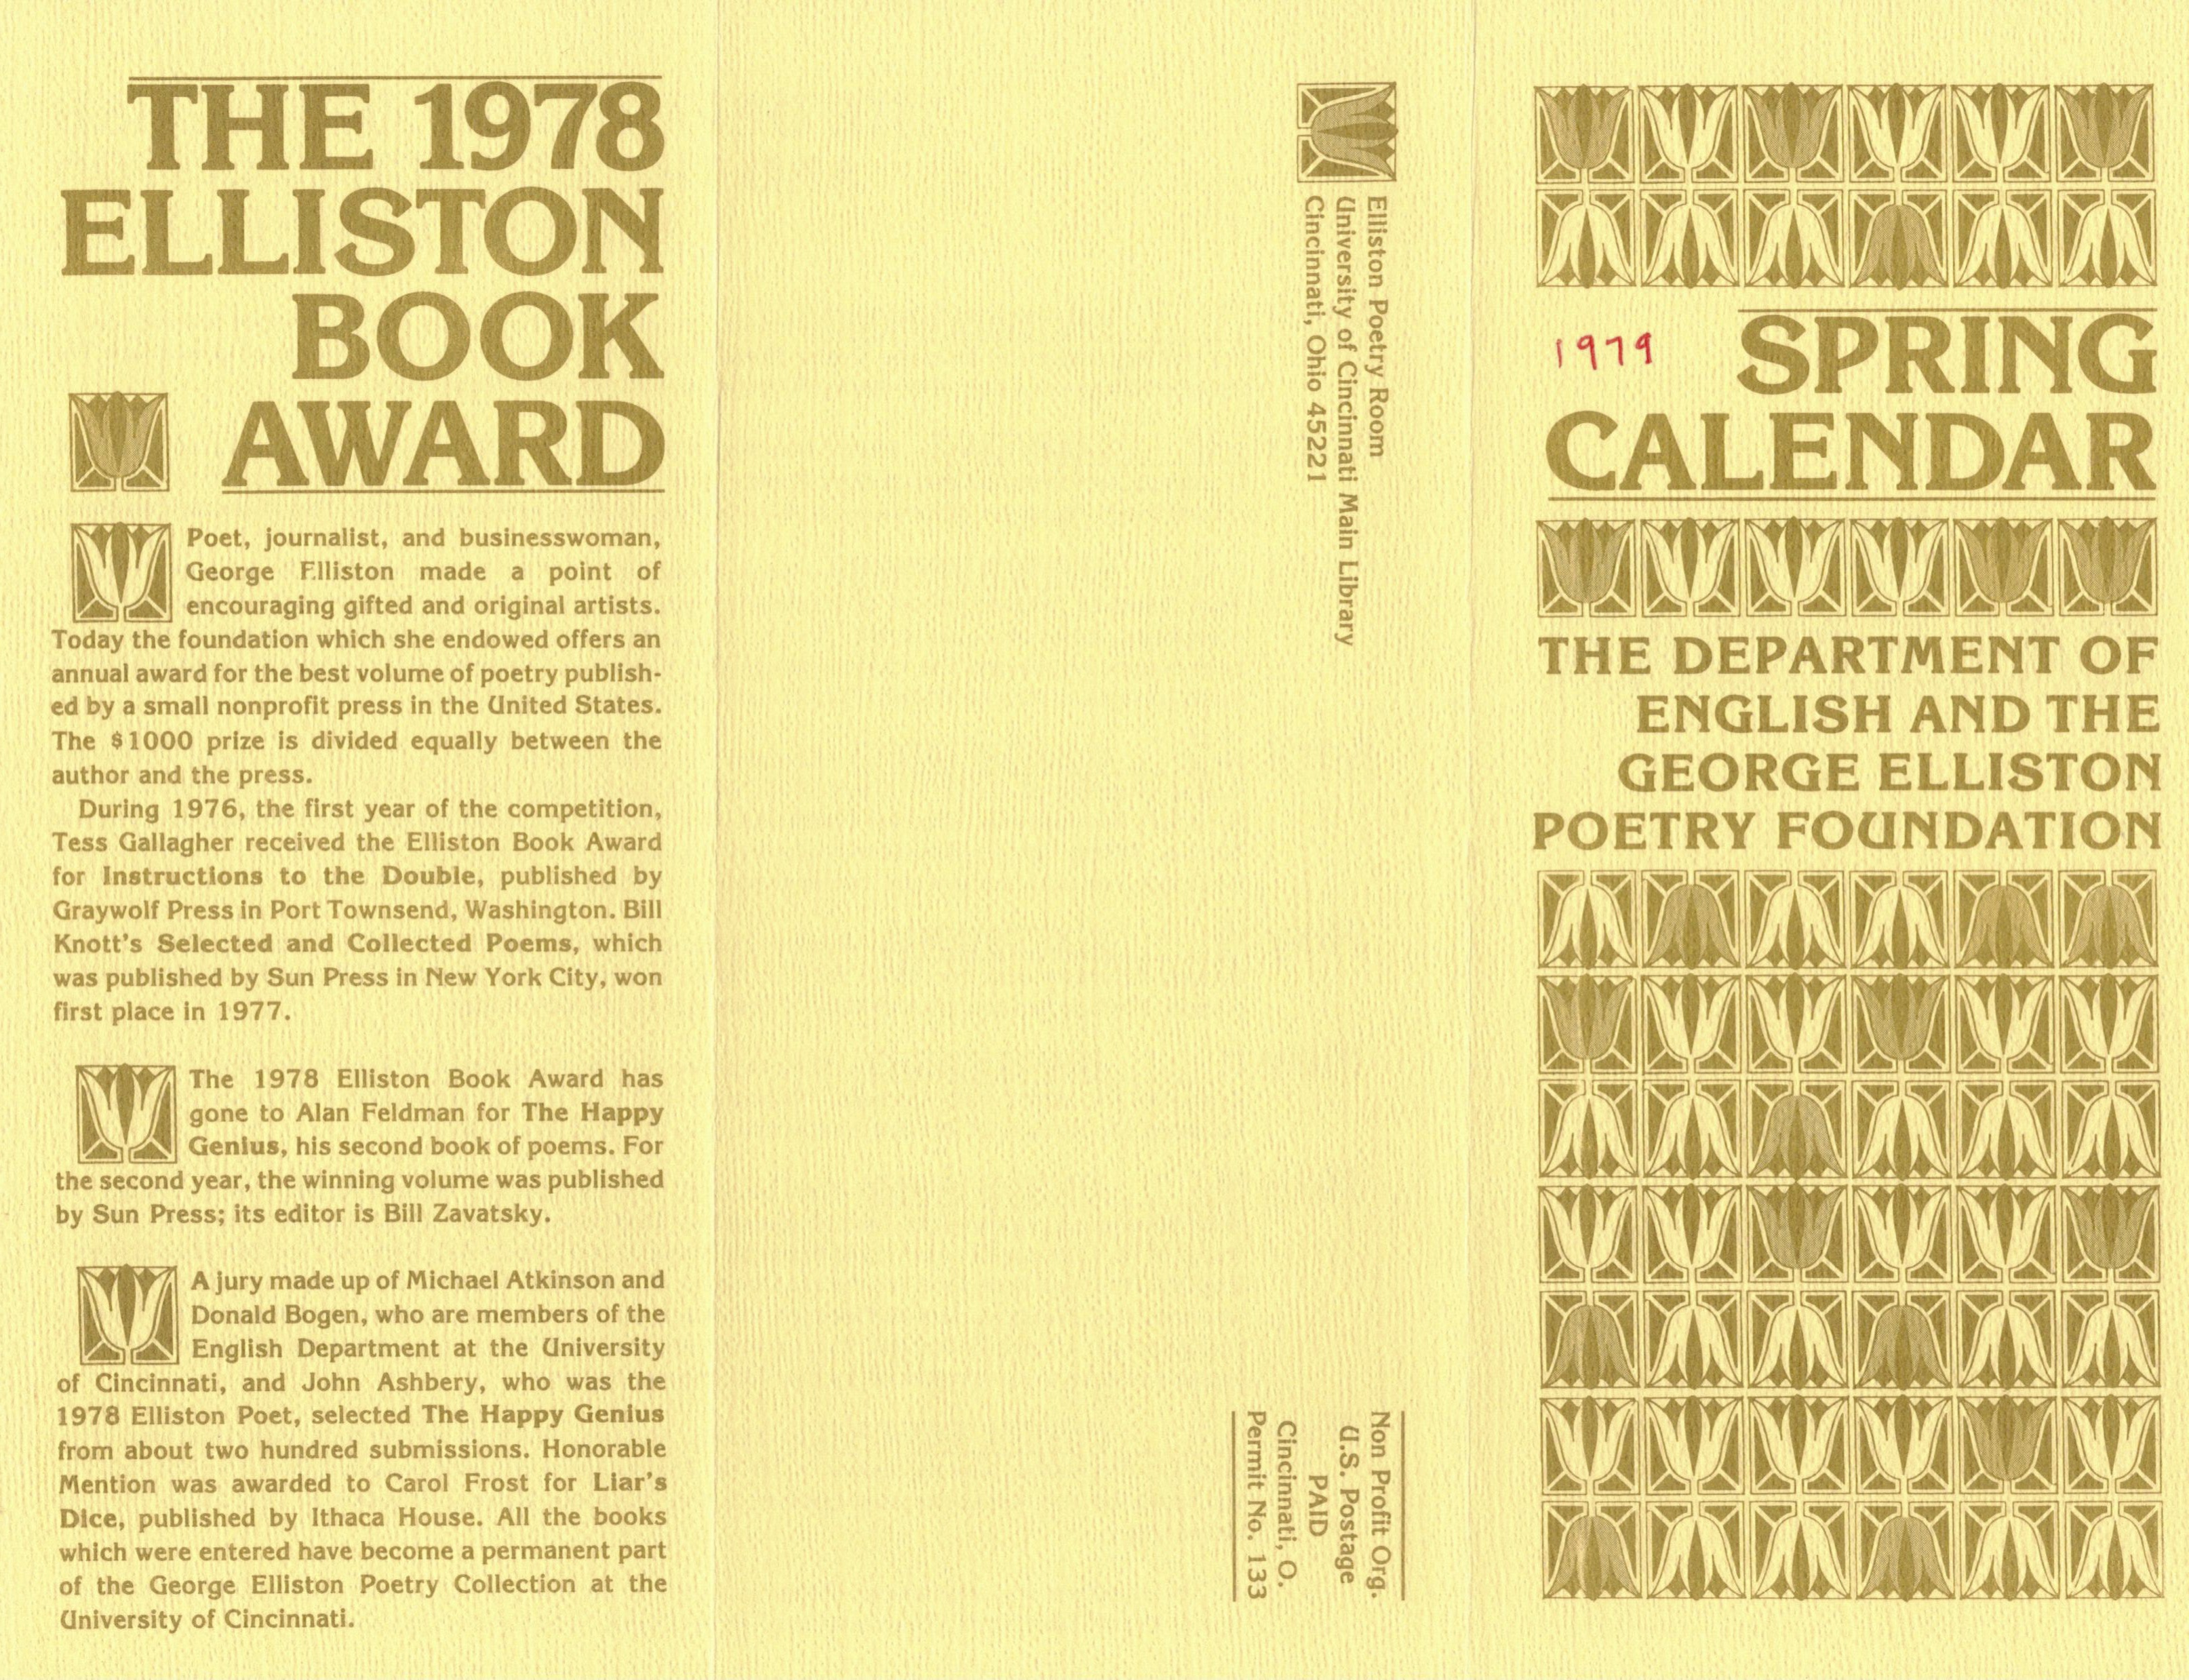 THE 1978
ELLISTON
BOOK
AWARD
Poet, journalist, and businesswoman,
George Elliston made a point of
encouraging gifted and original artists.
Today the foundation which she endowed offers an
annual award for the best volume of poetry publish-
ed by a small nonprofit press in the United States.
The $1000 prize is divided equally between the
author and the press.
During 1976, the first year of the competition,
Tess Gallagher received the Elliston Book Award
for Instructions to the Double, published by
Graywolf Press in Port Townsend, Washington. Bill
Knott's Selected and Collected Poems, which
was published by Sun Press in New York City, won
first place in 1977.
The 1978 Elliston Book Award has
gone to Alan Feldman for The Happy
Genius, his second book of poems. For
the second year, the winning volume was published
by Sun Press; its editor is Bill Zavatsky.
A jury made up of Michael Atkinson and
Donald Bogen, who are members of the
English Department at the University
of Cincinnati, and John Ashbery, who was the
1978 Elliston Poet, selected The Happy Genius
from about two hundred submissions. Honorable
Mention was awarded to Carol Frost for Liar's
Dice, published by Ithaca House. All the books
which were entered have become a permanent part
of the George Elliston Poetry Collection at the
University of Cincinnati.
Elliston Poetry Room
University of Cincinnati Main Library
Cincinnati, Ohio 45221
Non Profit Org.
U.S. Postage
PAID
Cincinnati, O.
Permit No. 133
1979
SPRING
CALENDAR
THE DEPARTMENT OF
ENGLISH AND THE
GEORGE ELLISTON
POETRY FOUNDATION